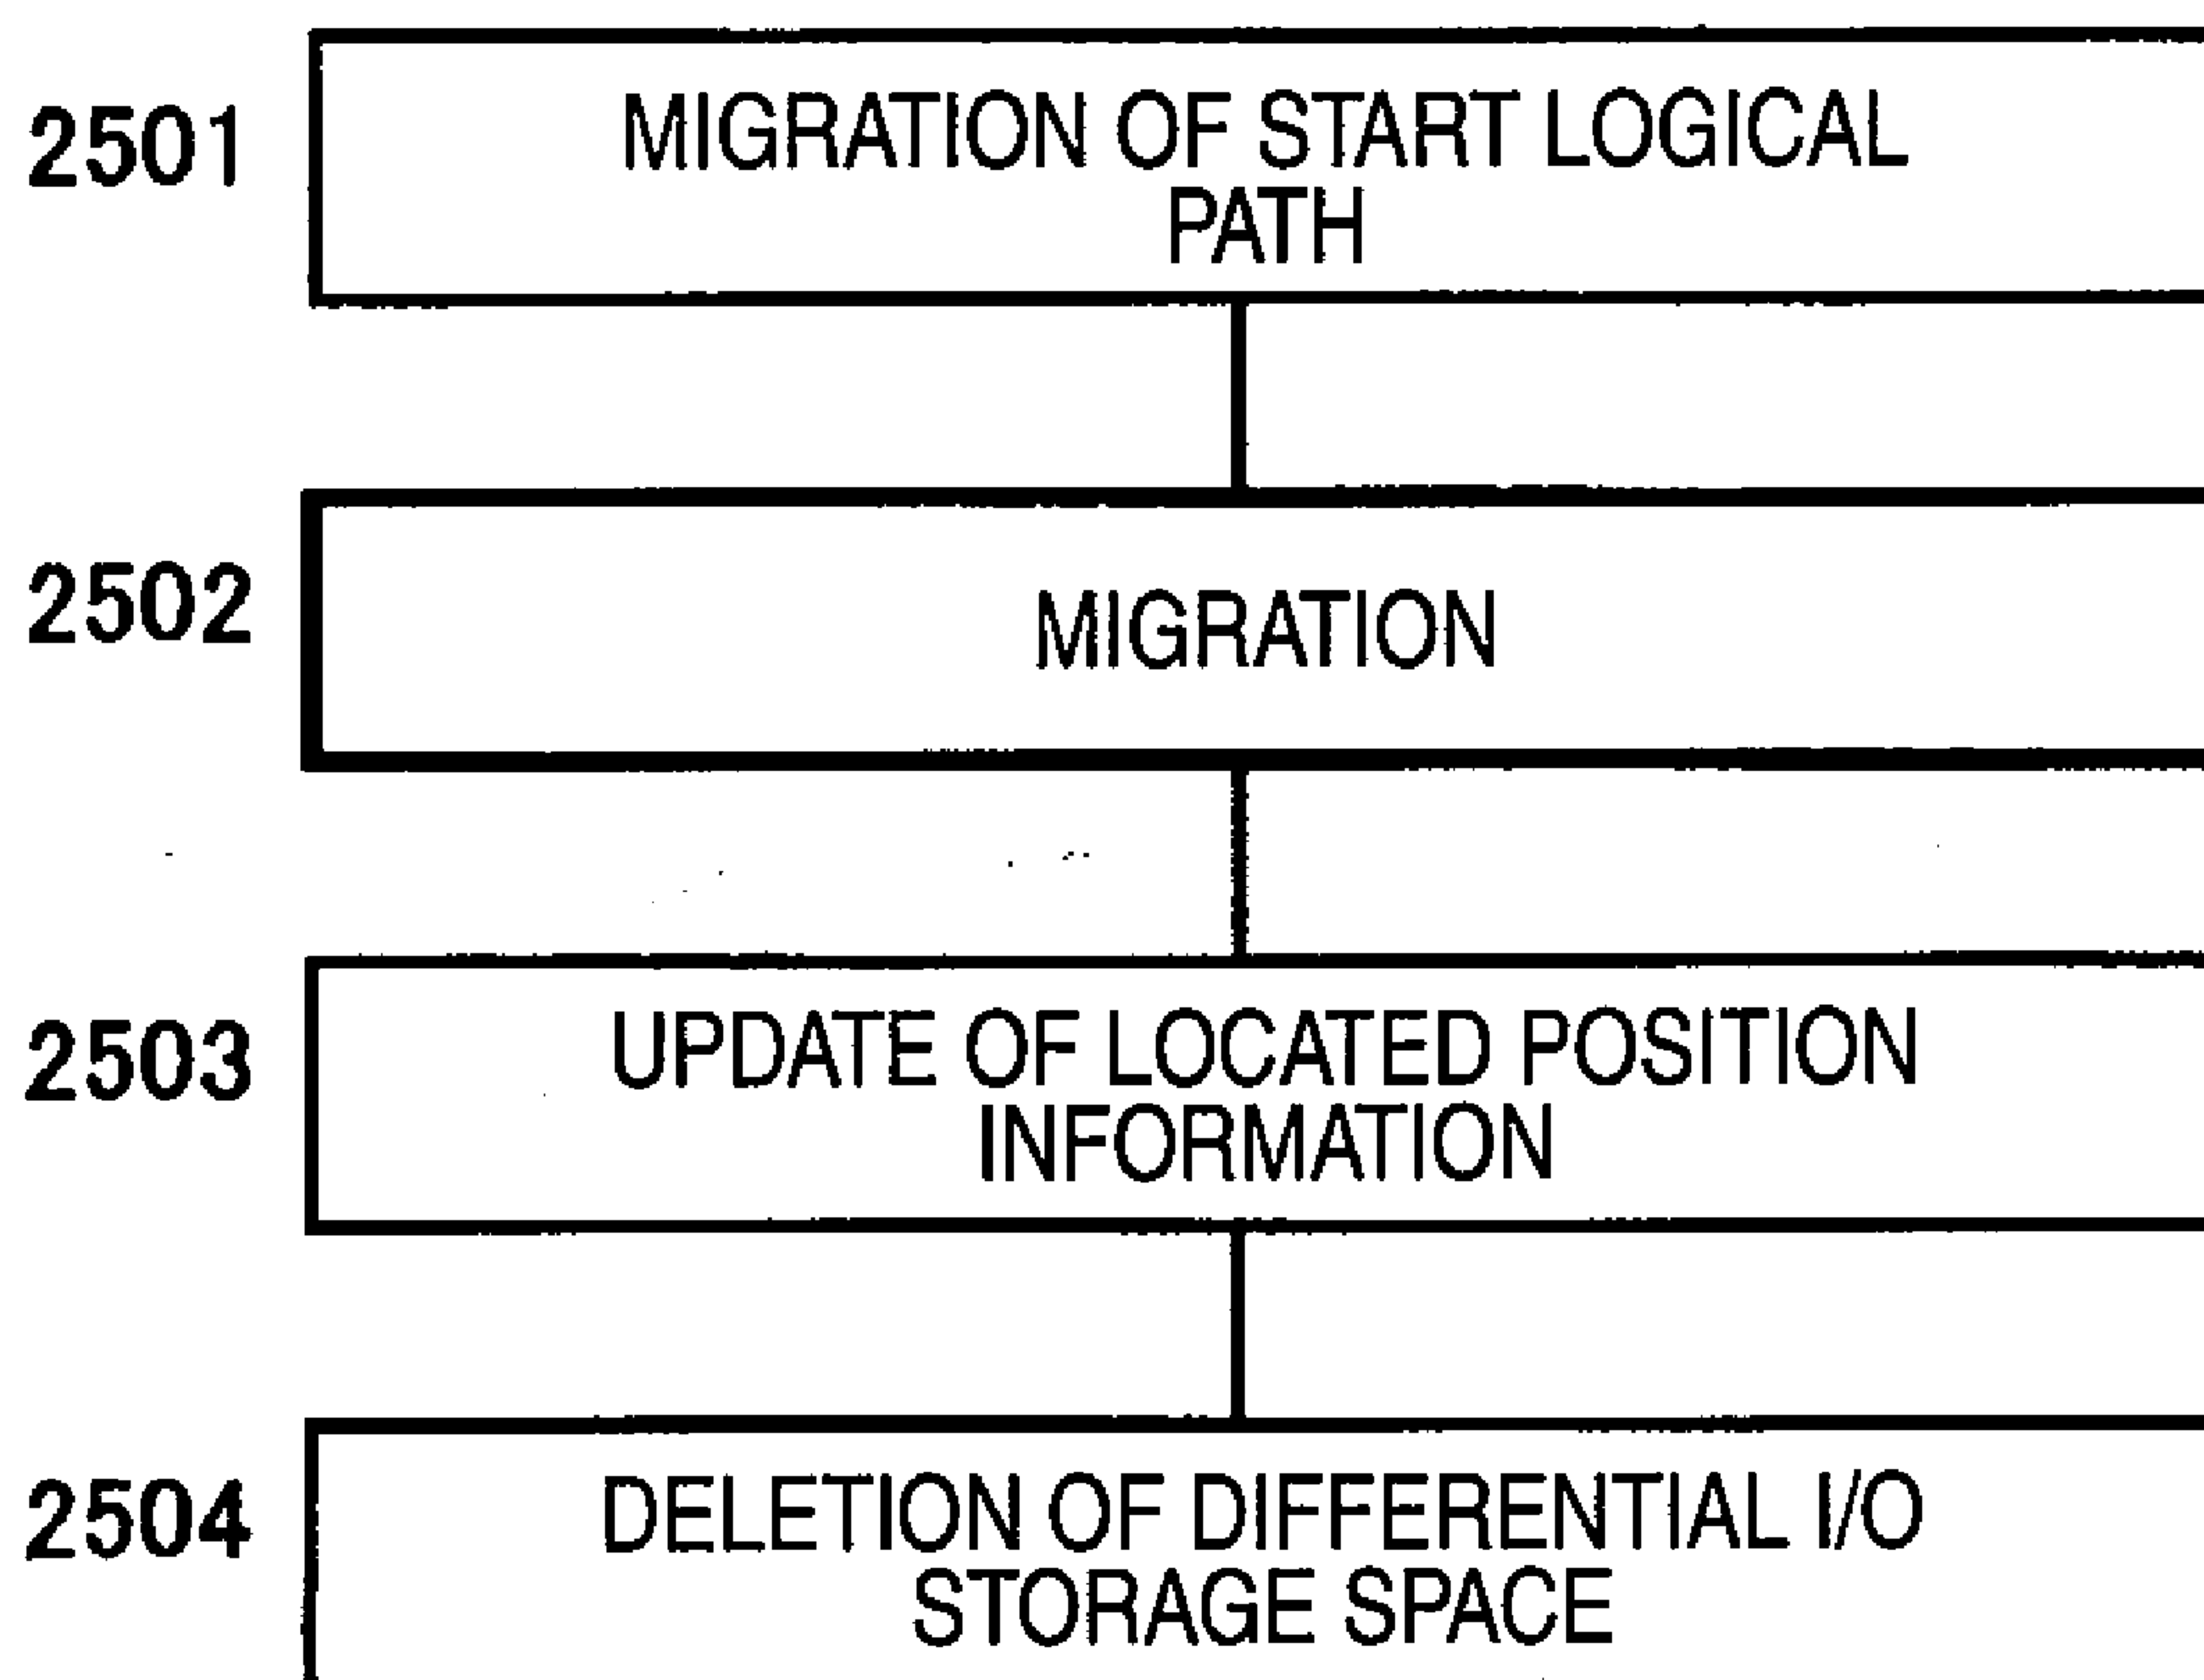 2501
MIGRATION OF START LOGICAL
PATH
2502
MIGRATION
2503
UPDATE OF LOCATED POSITION
INFORMATION
2504
DELETION OF DIFFERENTIAL I/O
STORAGE SPACE